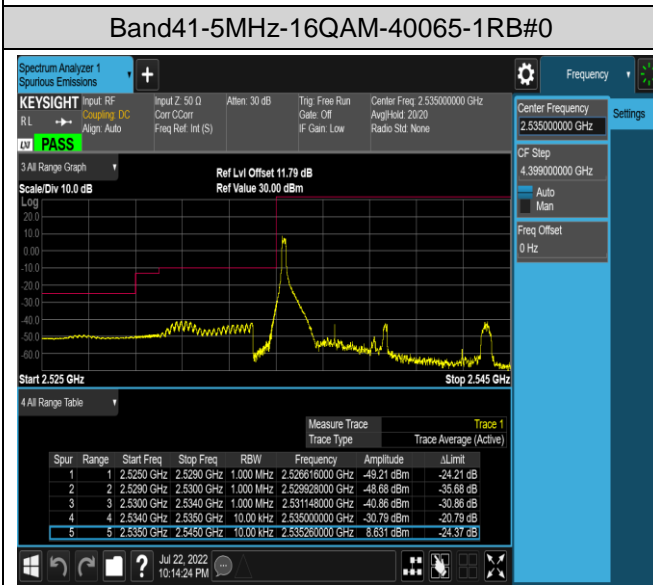 Band41-5MHz-16QAM-40065-1RB#0
Spectrum Analyzer 1
Spurious Emissions
+
Frequency
KEYSIGHT Input: RF Input Z: 50 Ω Atten: 30 dB Trig: Free Run Center Freq: 2.535000000 GHz
RL Coupling: DC Corr CCorr Gate: Off Avg|Hold: 20/20
Align: Auto Freq Ref: Int (S) IF Gain: Low Radio Std: None
LXI PASS
Center Frequency
2.535000000 GHz
Settings
CF Step
4.399000000 GHz
Auto
Man
Freq Offset
0 Hz
3 All Range Graph
Ref Lvl Offset 11.79 dB
Scale/Div 10.0 dB Ref Value 30.00 dBm
Log
20.0
10.0
0.00
-10.0
-20.0
-30.0
-40.0
-50.0
-60.0
Start 2.525 GHz Stop 2.545 GHz
4 All Range Table
Measure Trace Trace 1
Trace Type Trace Average (Active)
Spur Range Start Freq Stop Freq RBW Frequency Amplitude ΔLimit
1 1 2.5250 GHz 2.5290 GHz 1.000 MHz 2.526616000 GHz -49.21 dBm -24.21 dB
2 2 2.5290 GHz 2.5300 GHz 1.000 MHz 2.529928000 GHz -48.68 dBm -35.68 dB
3 3 2.5300 GHz 2.5340 GHz 1.000 MHz 2.531148000 GHz -40.86 dBm -30.86 dB
4 4 2.5340 GHz 2.5350 GHz 10.00 kHz 2.535000000 GHz -30.79 dBm -20.79 dB
5 5 2.5350 GHz 2.5450 GHz 10.00 kHz 2.535260000 GHz 8.631 dBm -24.37 dB
? Jul 22, 2022
10:14:24 PM